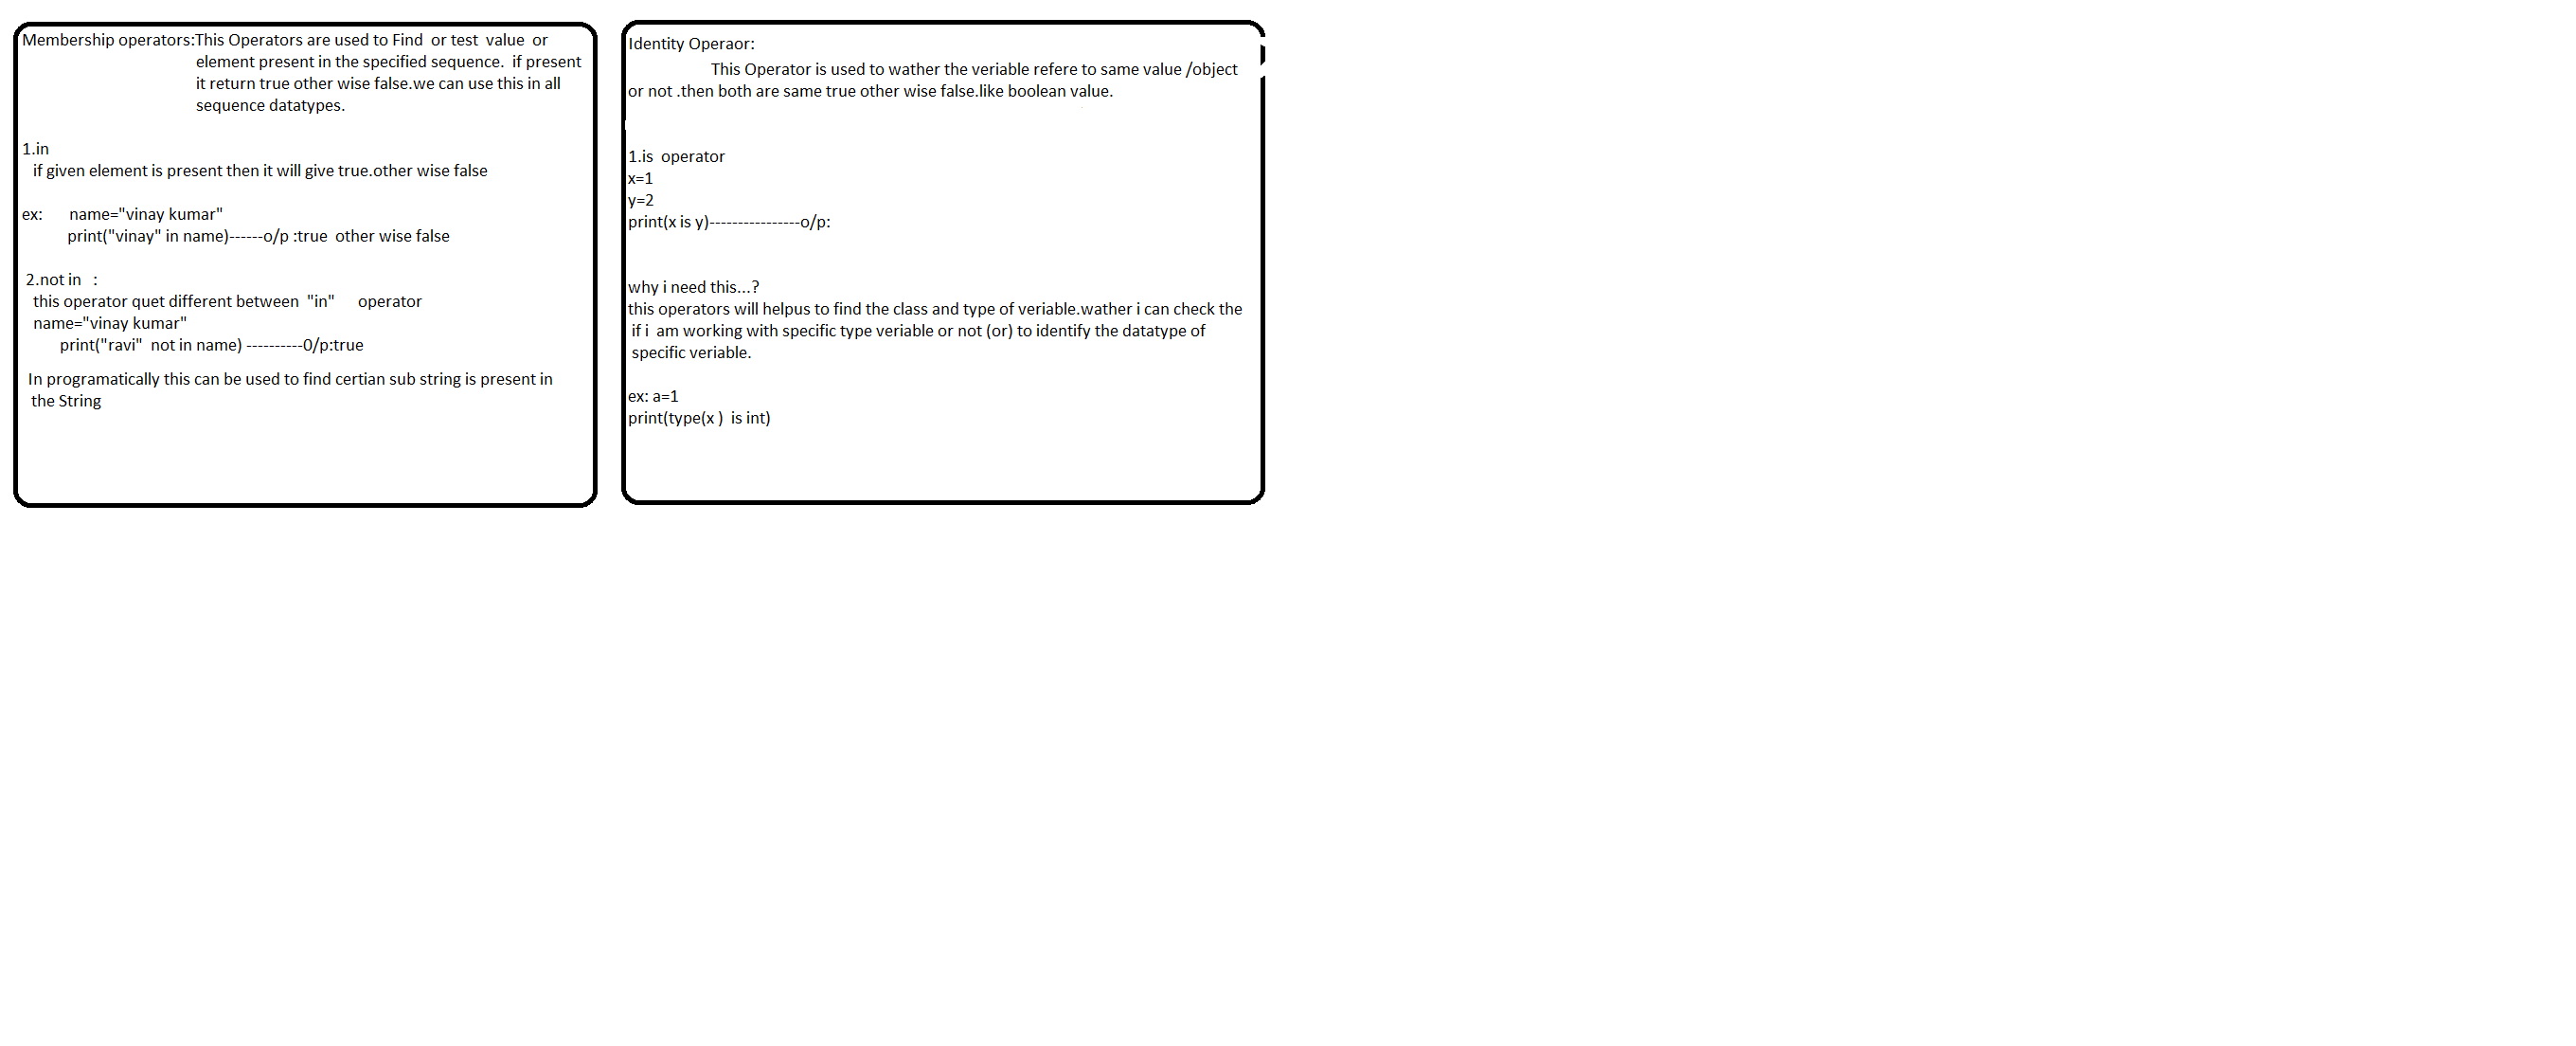 Membership operators:This Operators are used to Find or test value or
element present in the specified sequence. if present
it return true other wise false.we can use this in all
sequence datatypes.
1.in
if given element is present then it will give true.other wise false
ex: name="vinay kumar"
print("vinay" in name)------o/p :true other wise false
2.not in :
this operator quet different between "in" operator
name="vinay kumar"
print("ravi" not in name) ----------0/p:true
In programatically this can be used to find certian sub string is present in
the String
Identity Operaor:
This Operator is used to wather the veriable refere to same value /object
or not .then both are same true other wise false.like boolean value.
1.is operator
x=1
y=2
print(x is y)----------------o/p:
why i need this...?
this operators will helpus to find the class and type of veriable.wather i can check the
if i am working with specific type veriable or not (or) to identify the datatype of
specific veriable.
ex: a=1
print(type(x ) is int)